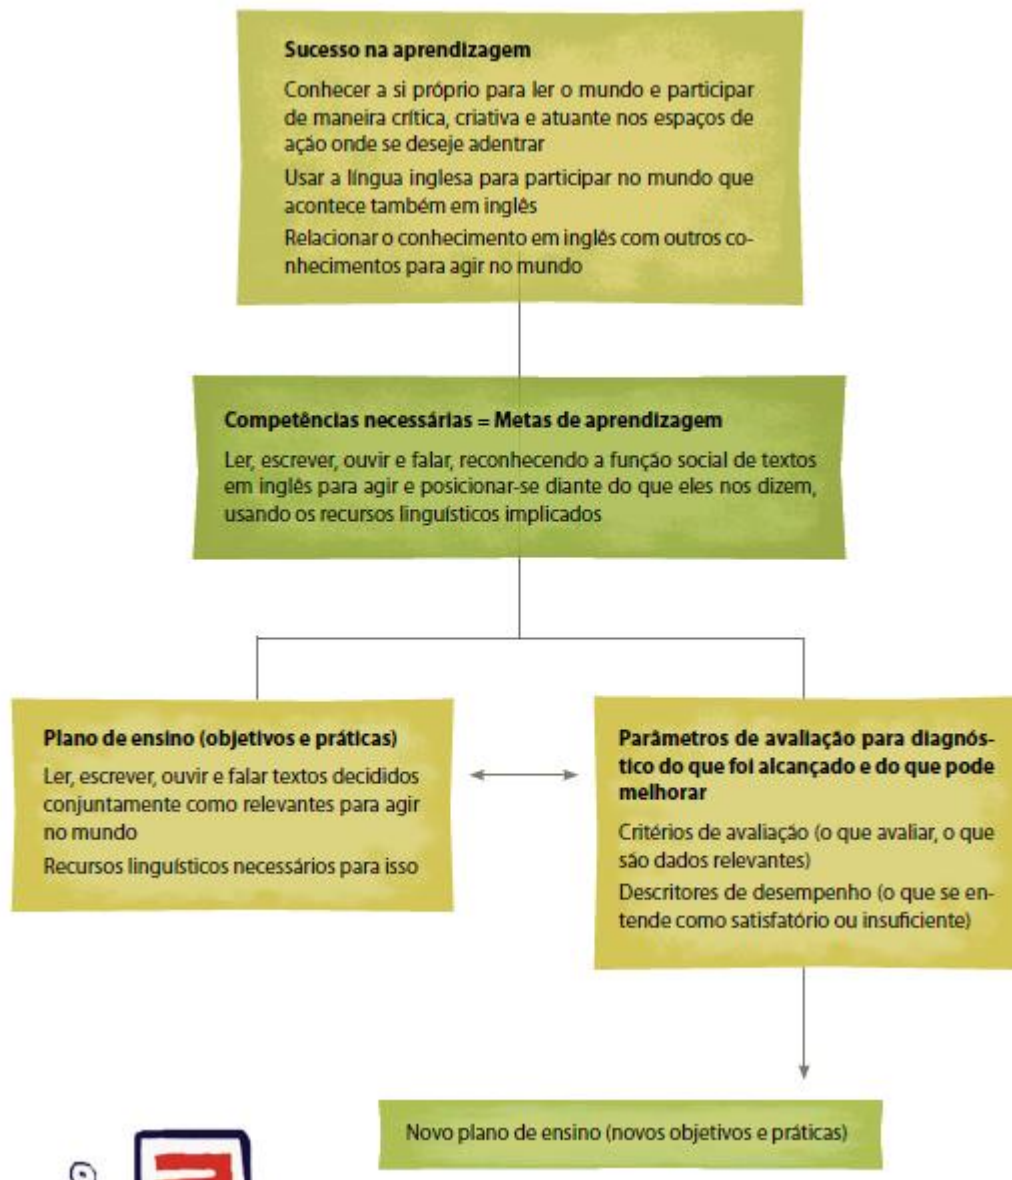 Sucesso na aprendizagem
Conhecer a si próprio para ler o mundo e participar
de maneira crítica, criativa e atuante nos espaços de
ação onde se deseje adentrar
Usar a língua inglesa para participar no mundo que
acontece também em inglês
Relacionar o conhecimento em inglês com outros co-
nhecimentos para agir no mundo
Competências necessárias = Metas de aprendizagem
Ler, escrever, ouvir e falar, reconhecendo a função social de textos
em inglês para agir e posicionar-se diante do que eles nos dizem,
usando os recursos linguísticos implicados
Plano de ensino (objetivos e práticas)
Ler, escrever, ouvir e falar textos decididos
conjuntamente como relevantes para agir
no mundo
Recursos linguísticos necessários para isso
Parâmetros de avaliação para diagnós-
tico do que foi alcançado e do que pode
melhorar
Critérios de avaliação (o que avaliar, o que
são dados relevantes)
Descritores de desempenho (o que se en-
tende como satisfatório ou insuficiente)
Novo plano de ensino (novos objetivos e práticas)